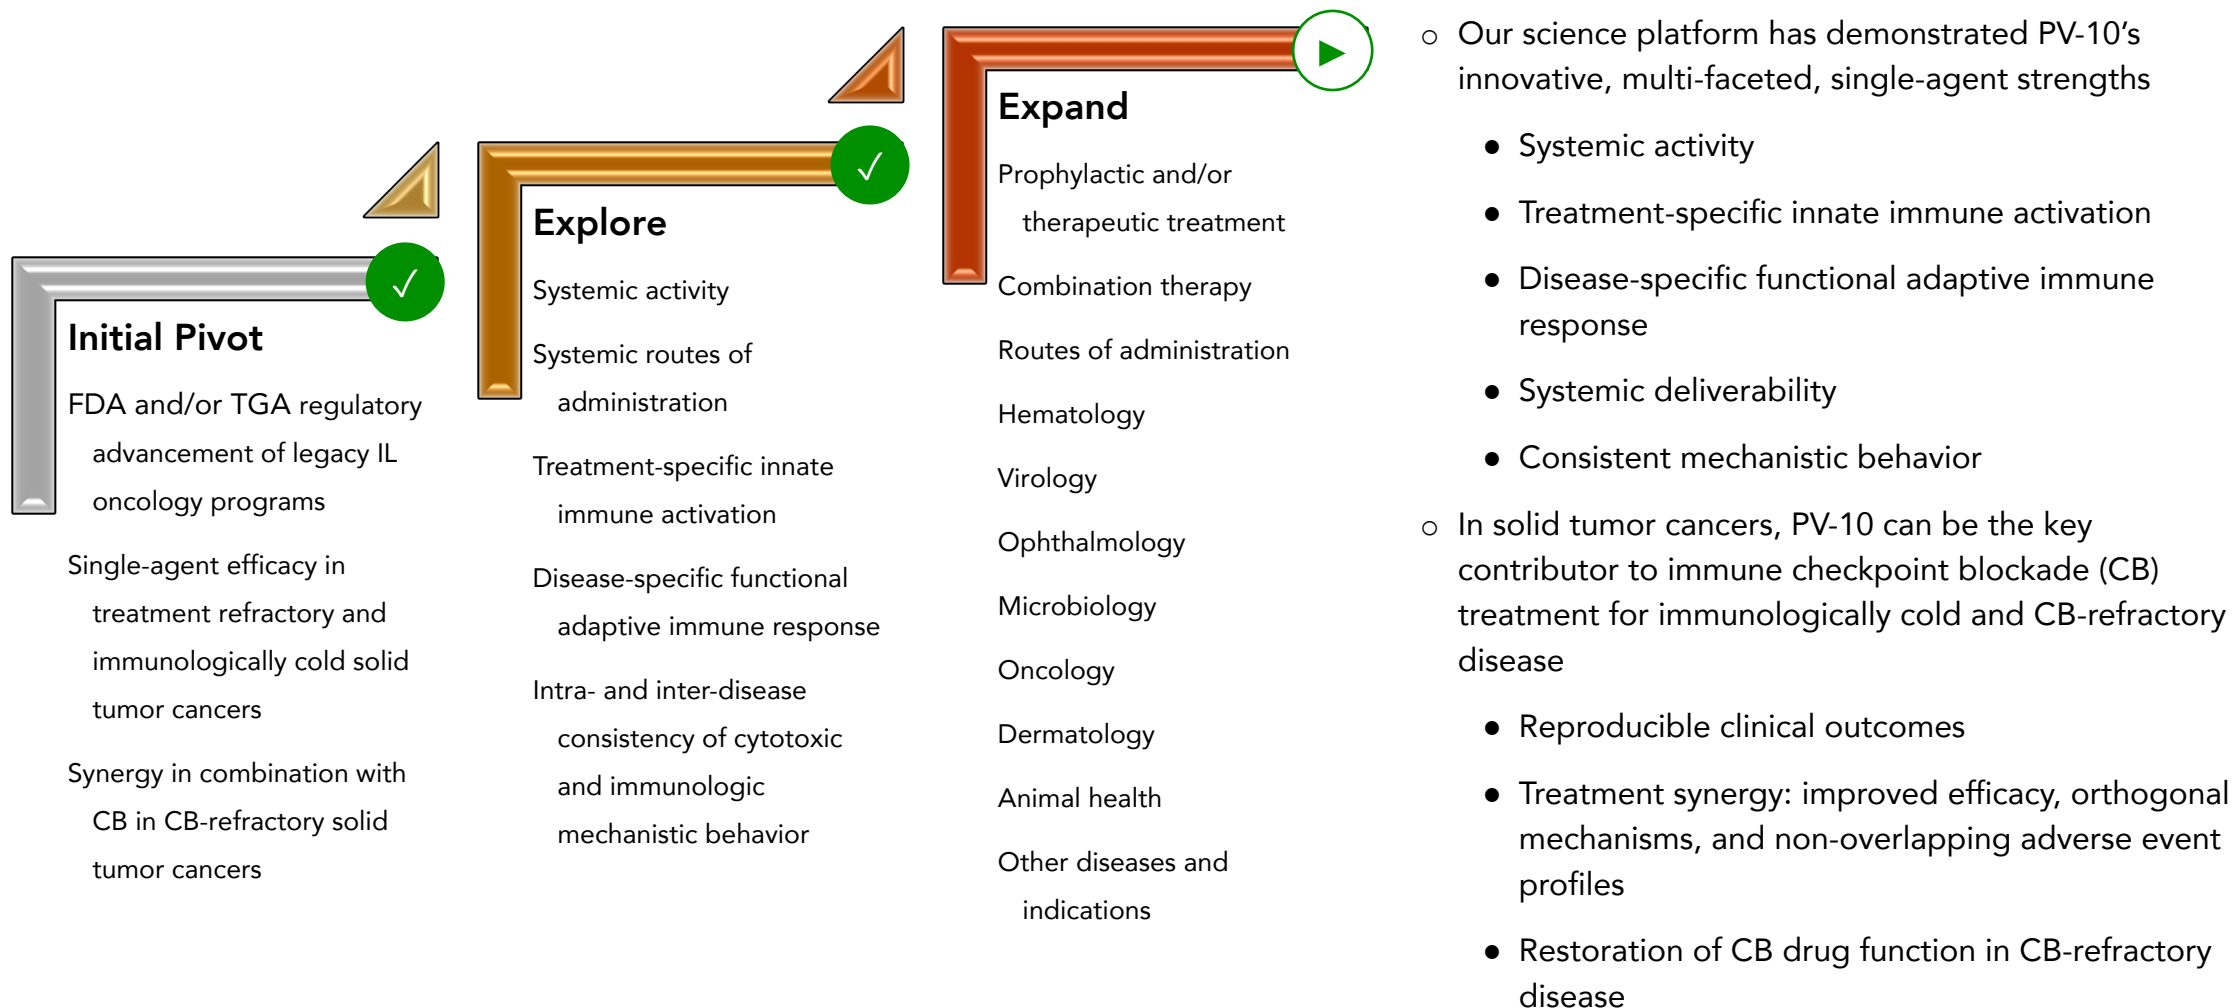 Initial Pivot
FDA and/or TGA regulatory
advancement of legacy IL
oncology programs
Single-agent efficacy in
treatment refractory and
immunologically cold solid
tumor cancers
Synergy in combination with
CB in CB-refractory solid
tumor cancers
Explore
Systemic activity
Systemic routes of
administration
Treatment-specific innate
immune activation
Disease-specific functional
adaptive immune response
Intra- and inter-disease
consistency of cytotoxic
and immunologic
mechanistic behavior
Expand
Prophylactic and/or
therapeutic treatment
Combination therapy
Routes of administration
Hematology
Virology
Ophthalmology
Microbiology
Oncology
Dermatology
Animal health
Other diseases and
indications
○ Our science platform has demonstrated PV-10’s
innovative, multi-faceted, single-agent strengths
● Systemic activity
● Treatment-specific innate immune activation
● Disease-specific functional adaptive immune
response
● Systemic deliverability
● Consistent mechanistic behavior
○ In solid tumor cancers, PV-10 can be the key
contributor to immune checkpoint blockade (CB)
treatment for immunologically cold and CB-refractory
disease
● Reproducible clinical outcomes
● Treatment synergy: improved efficacy, orthogonal
mechanisms, and non-overlapping adverse event
profiles
● Restoration of CB drug function in CB-refractory
disease